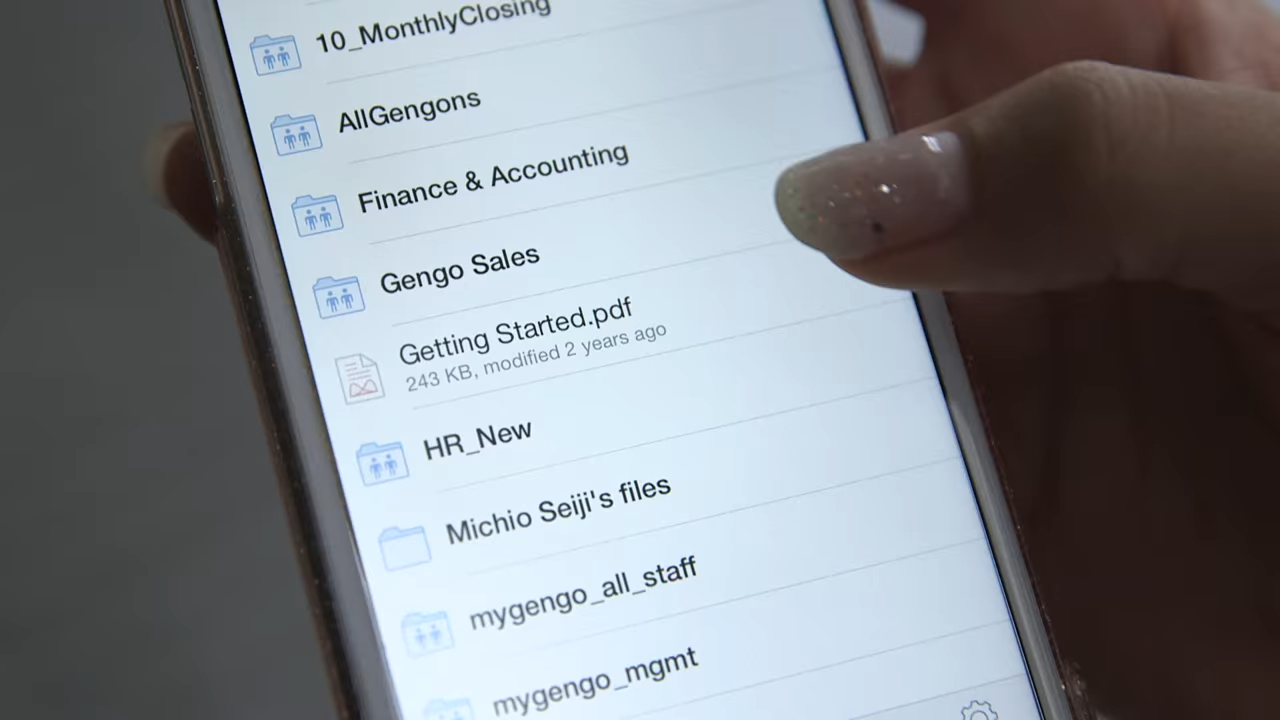 10_MonthlyClosing
AllGengons
Finance & Accounting
Gengo Sales
Getting Started.pdf
243 KB, modified 2 years ago
HR_New
Michio Seiji's files
mygengo_all_staff
mygengo_mgmt